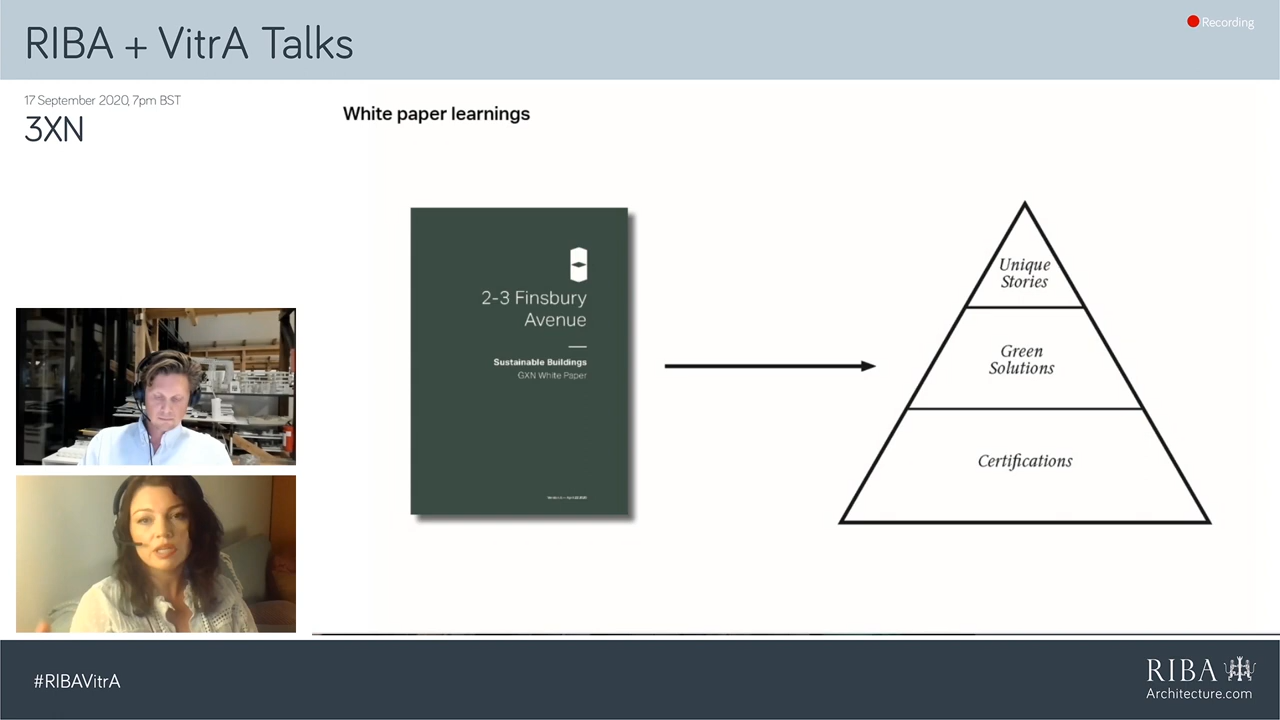 RIBA + VitrA Talks
Recording
17 September 2020, 7pm BST
3XN
White paper learnings
2-3 Finsbury
Avenue
Sustainable Buildings
GXN White Paper
Unique
Stories
Green
Solutions
Certifications
#RIBAVitrA
RIBA
Architecture.com